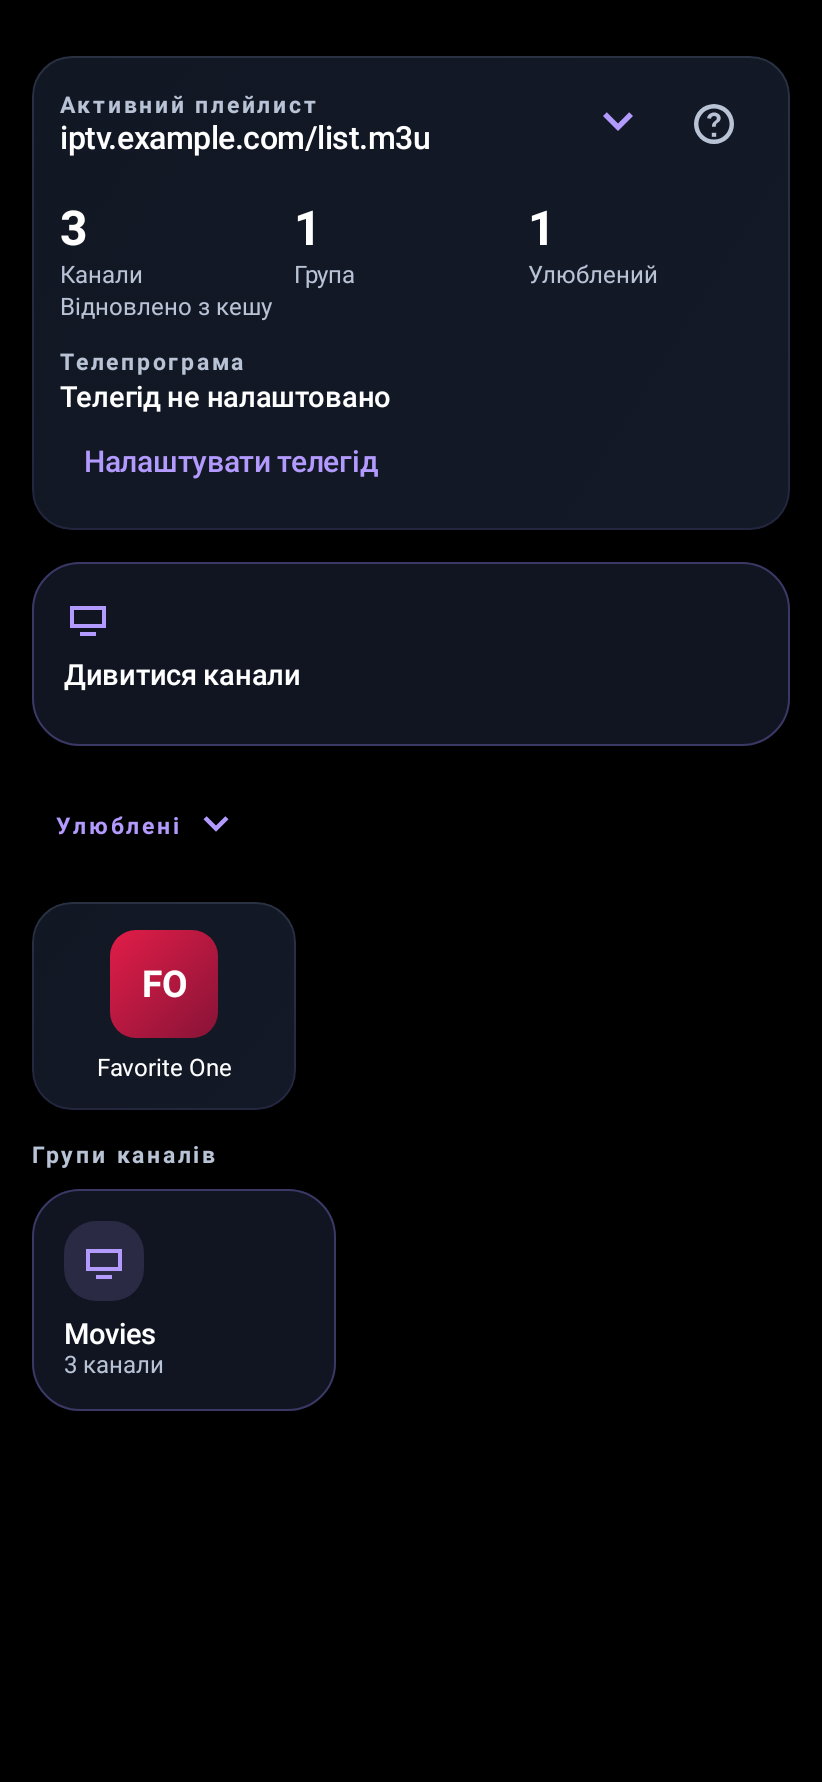 Активний плейлист
iptv.example.com/list.m3u
3
1
1
Канали
Група
Улюблений
Відновлено з кешу
Телепрограма
Телегід не налаштовано
Налаштувати телегід
Дивитися канали
Улюблені
FO
Favorite One
Групи каналів
Movies
3 канали